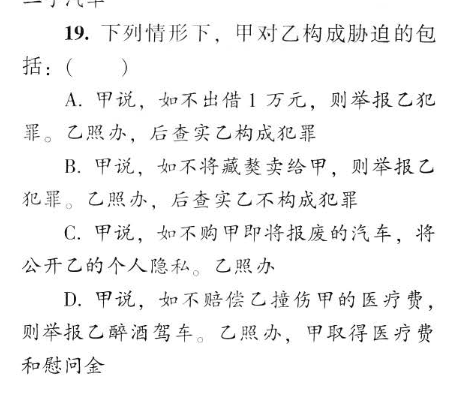 二手汽车
19. 下列情形下，甲对乙构成胁迫的包
括：(　　)
A. 甲说，如不出借1万元，则举报乙犯
罪。乙照办，后查实乙构成犯罪
B. 甲说，如不将藏獒卖给甲，则举报乙
犯罪。乙照办，后查实乙不构成犯罪
C. 甲说，如不购甲即将报废的汽车，将
公开乙的个人隐私。乙照办
D. 甲说，如不赔偿乙撞伤甲的医疗费，
则举报乙醉酒驾车。乙照办，甲取得医疗费
和慰问金